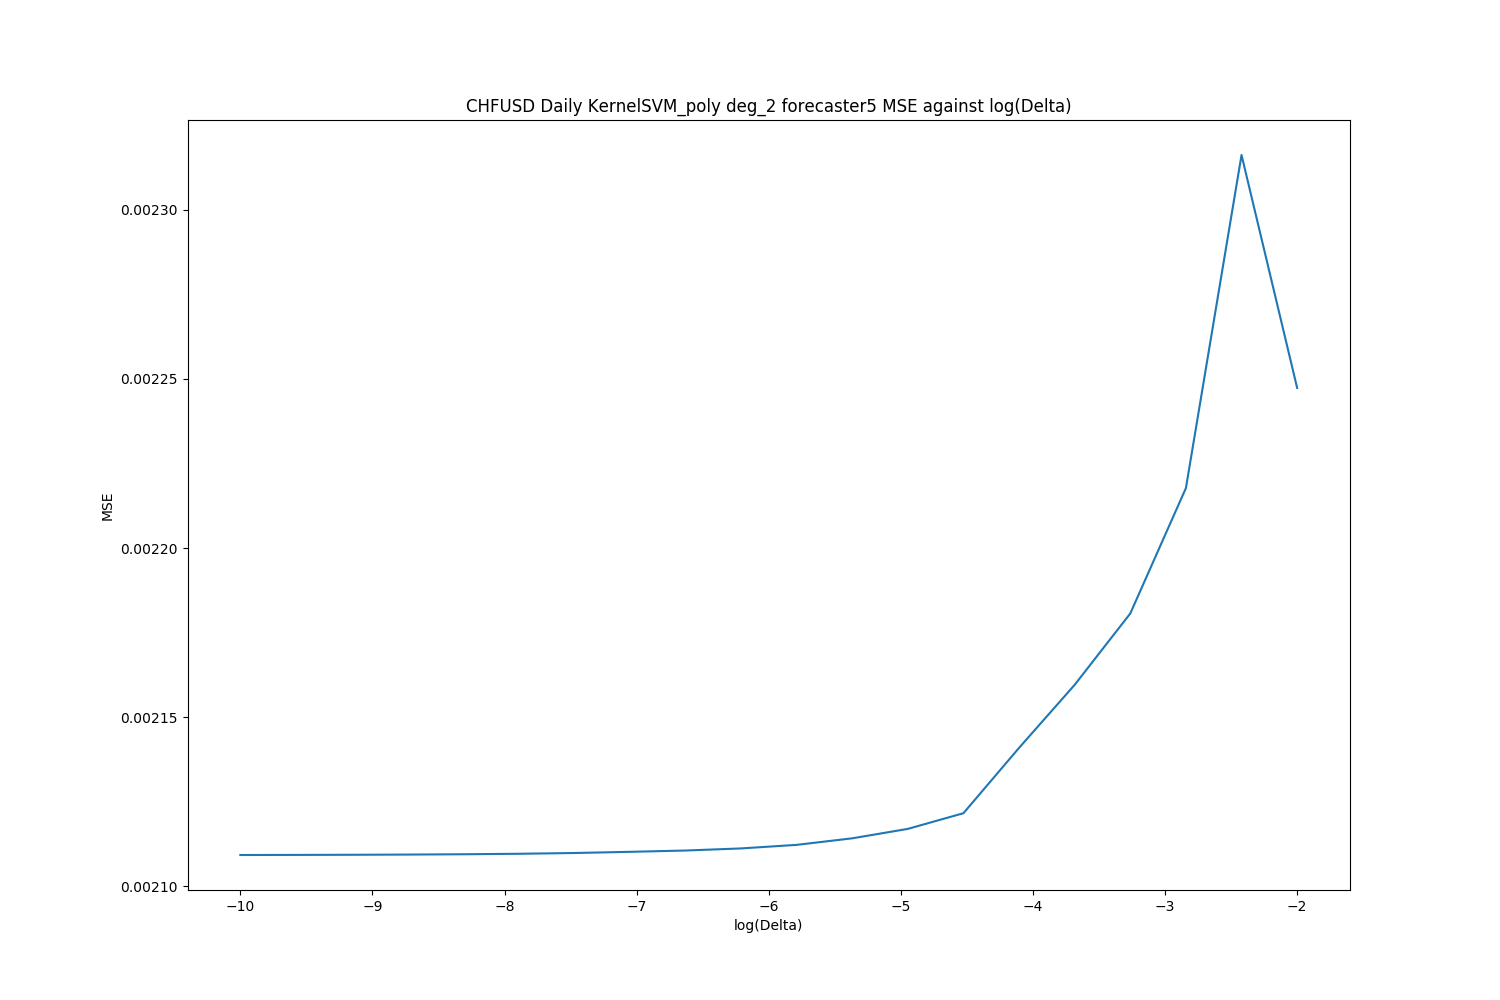 CHFUSD Daily KernelSVM_poly deg_2 forecaster5 MSE against log(Delta)
0.00230
0.00225
0.00220
0.00215
0.00210
MSE
−10 −9 −8 −7 −6 −5 −4 −3 −2
log(Delta)